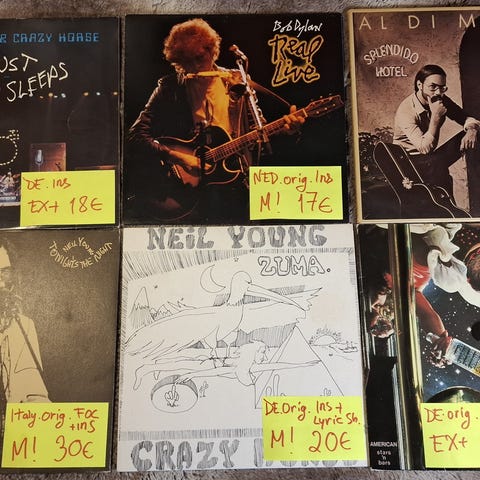 R CRAZY HORSE
UST
SLEEPS
DE. ins
EX+ 18€
Bob Dylan
Real
Live
NED. orig. Ins
M! 17€
AL DI M
SPLENDIDO
HOTEL
NEIL YOUNG
TONIGHT'S THE NIGHT
Italy. orig. FOC
+ins
M! 30€
NEIL YOUNG
ZUMA.
DE. Orig. Ins +
Lyric Sh.
M! 20€
CRAZY
AMERICAN
stars 'n
bars
DE. orig.
EX+